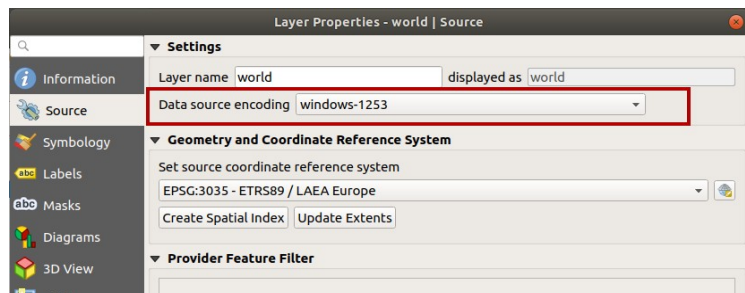 Layer Properties - world | Source
Settings
Information
Layer name world displayed as world
Source
Data source encoding windows-1253
Symbology
Geometry and Coordinate Reference System
Labels
Set source coordinate reference system
abc
EPSG:3035 - ETRS89 / LAEA Europe
abc
Masks
Create Spatial Index Update Extents
Diagrams
Provider Feature Filter
3D View